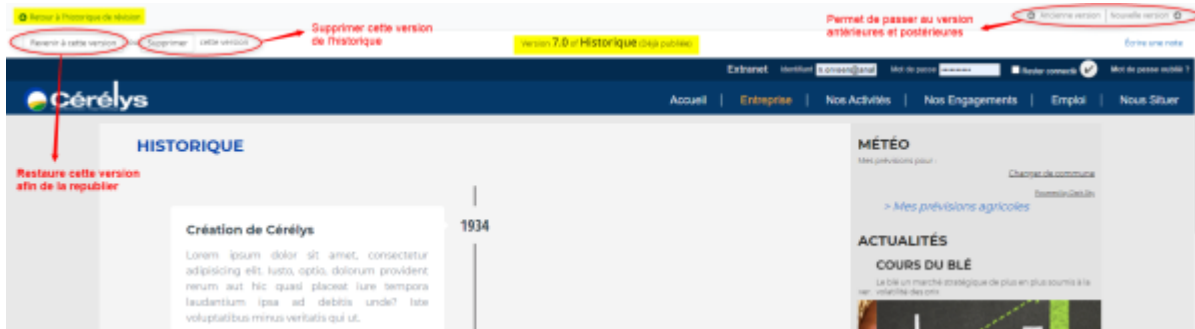 Retour à l'historique de révision
Supprimer cette version
de l'historique
Permet de passer au version
antérieures et postérieures
Ancienne version | Nouvelle version
Revenir à cette version
Supprimer cette version
Version 7.0 of Historique (Déjà publiée)
Écrire une note
Extranet Identifiant Mot de passe Rester connecté Mot de passe oublié ?
Cérélys
Accueil | Entreprise | Nos Activités | Nos Engagements | Emploi | Nous Situer
HISTORIQUE
Restaure cette version
afin de la republier
1934
Création de Cérélys
Lorem ipsum dolor sit amet, consectetur
adipisicing elit. Iusto, optio, dolorum provident
rerum aut hic quasi placeat iure tempora
laudantium ipsa ad debitis unde? Iste
voluptatibus minus veritatis qui ut.
MÉTÉO
Mes prévisions pour -
Changer de commune
Powered by Dark Sky
> Mes prévisions agricoles
ACTUALITÉS
COURS DU BLÉ
Le blé un marché stratégique de plus en plus soumis à la
volatilité des prix